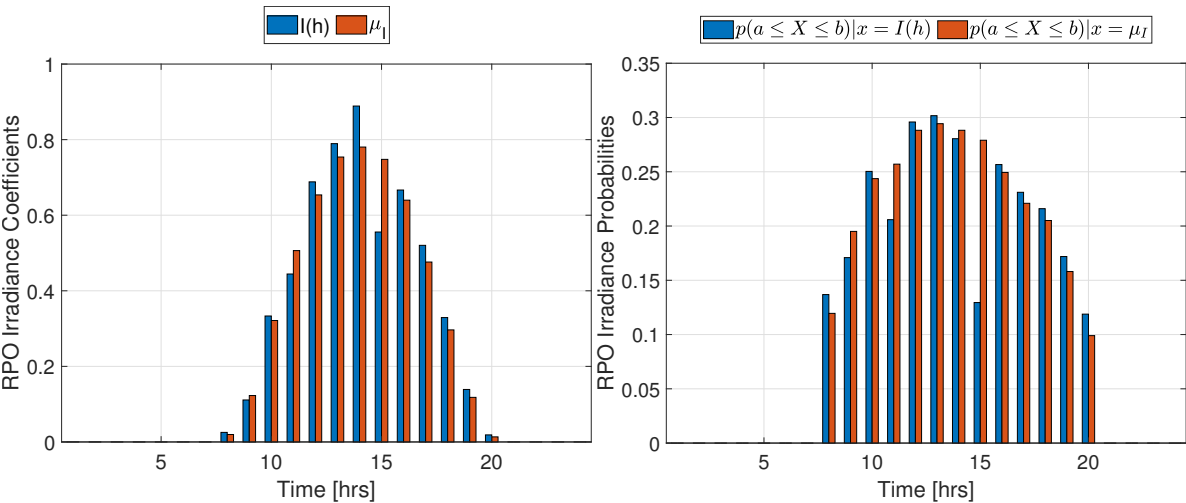 I(h) μI
RPO Irradiance Coefficients
1
0.8
0.6
0.4
0.2
0
5 10 15 20
Time [hrs]
p(a ≤ X ≤ b)|x = I(h) p(a ≤ X ≤ b)|x = μI
RPO Irradiance Probabilities
0.35
0.3
0.25
0.2
0.15
0.1
0.05
0
5 10 15 20
Time [hrs]